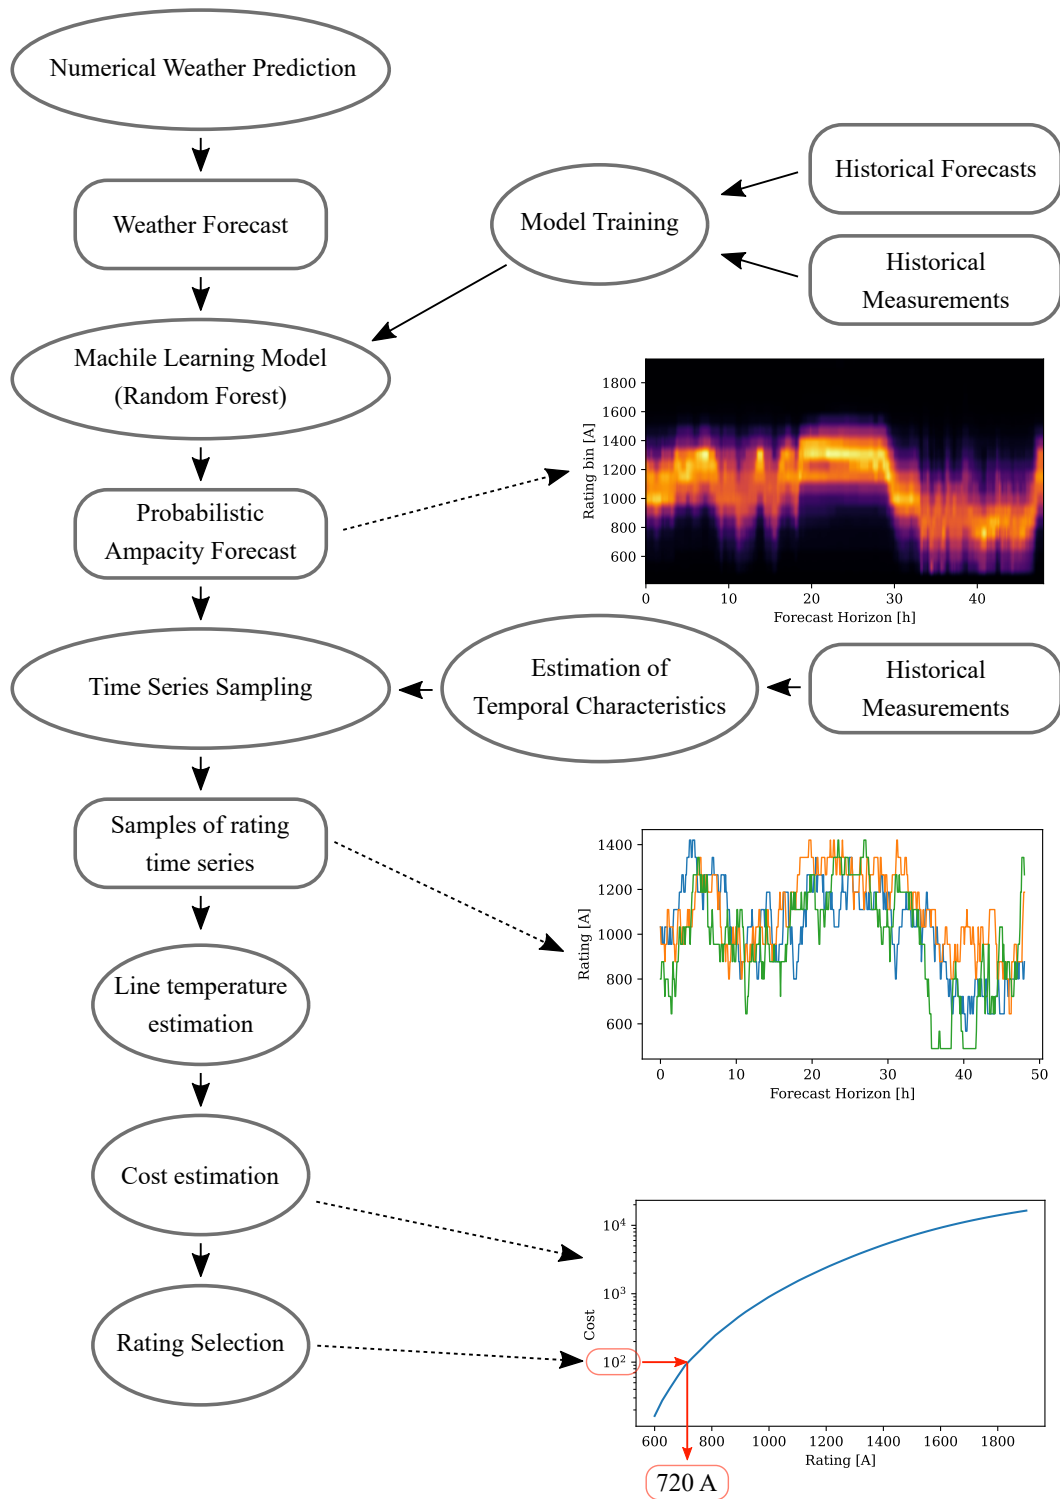 Numerical Weather Prediction
Weather Forecast
Model Training
Historical Forecasts
Historical
Measurements
Machile Learning Model
(Random Forest)
Probabilistic
Ampacity Forecast
1800
1600
1400
1200
1000
800
600
Rating bin [A]
0 10 20 30 40
Forecast Horizon [h]
Time Series Sampling
Estimation of
Temporal Characteristics
Historical
Measurements
Samples of rating
time series
1400
1200
1000
800
600
Rating [A]
0 10 20 30 40 50
Forecast Horizon [h]
Line temperature
estimation
Cost estimation
Rating Selection
10⁴
10³
10²
Cost
600 800 1000 1200 1400 1600 1800
Rating [A]
720 A